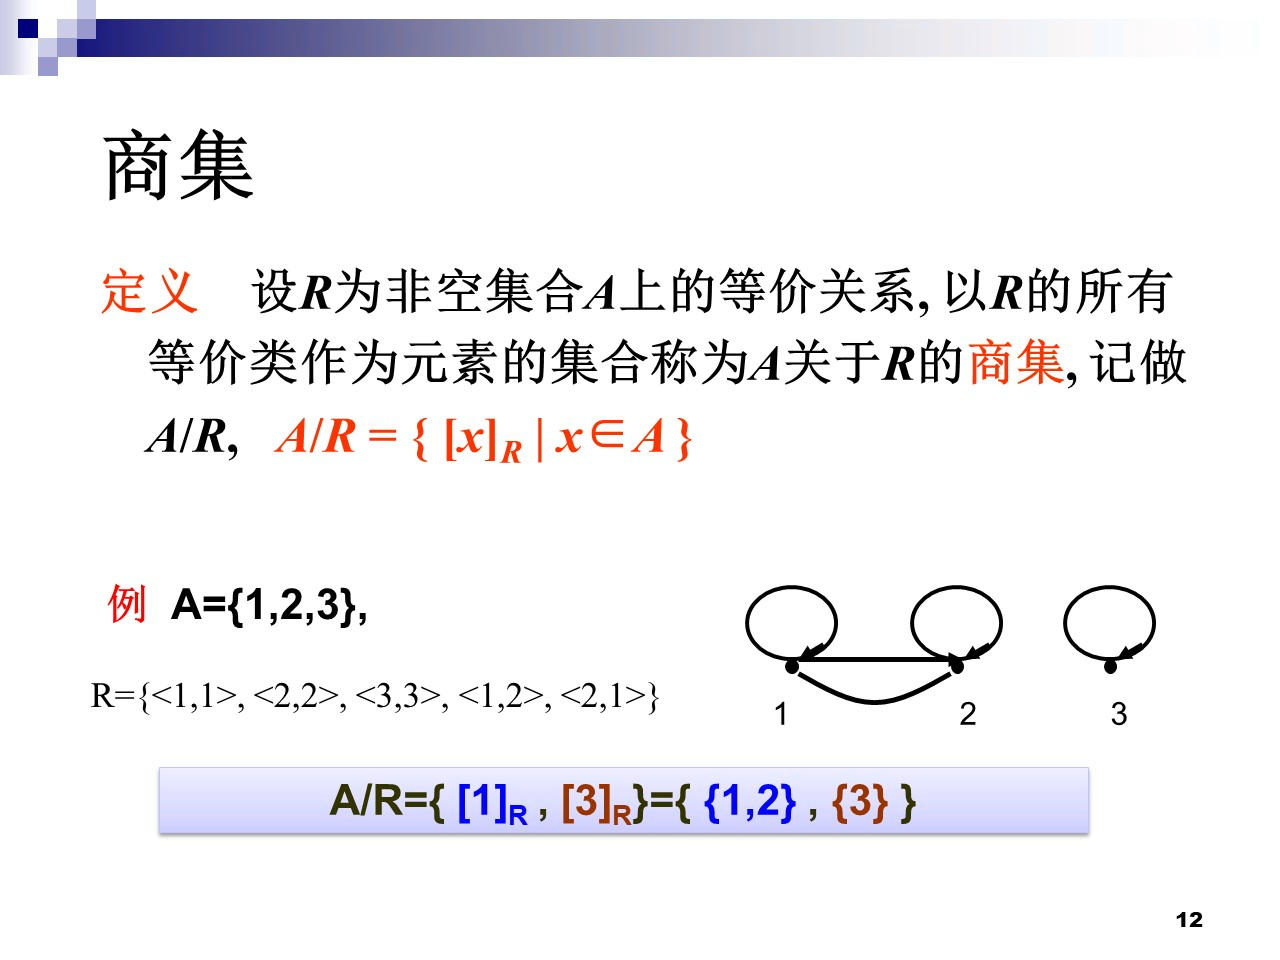 商集
定义 设R为非空集合A上的等价关系, 以R的所有
等价类作为元素的集合称为A关于R的商集, 记做
A/R, A/R = { [x]R | x∈A }
例 A={1,2,3},
R={<1,1>, <2,2>, <3,3>, <1,2>, <2,1>}
1 2 3
A/R={ [1]R , [3]R}={ {1,2} , {3} }
12